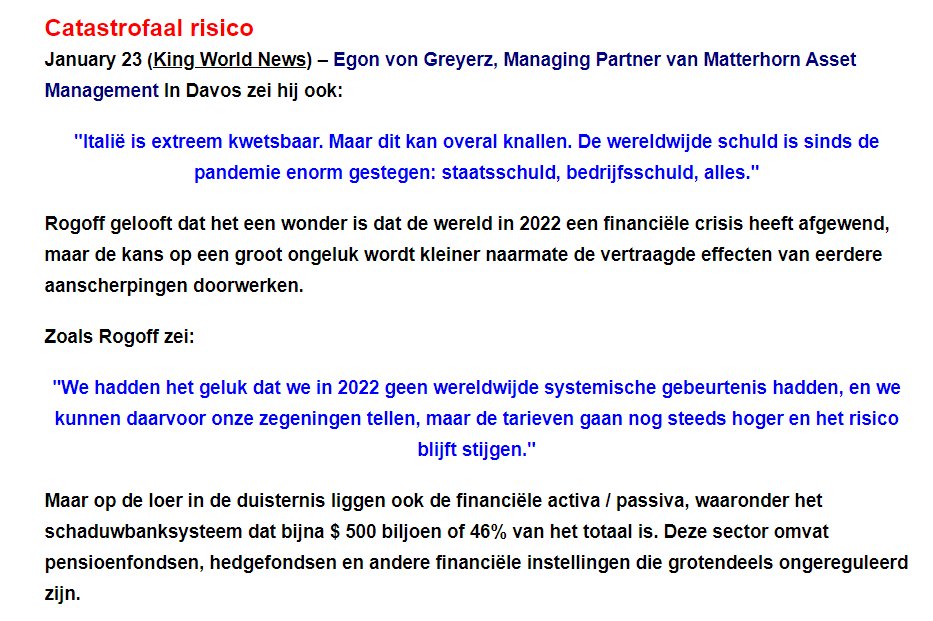 Catastrofaal risico
January 23 (King World News) – Egon von Greyerz, Managing Partner van Matterhorn Asset
Management In Davos zei hij ook:
"Italië is extreem kwetsbaar. Maar dit kan overal knallen. De wereldwijde schuld is sinds de
pandemie enorm gestegen: staatsschuld, bedrijfsschuld, alles."
Rogoff gelooft dat het een wonder is dat de wereld in 2022 een financiële crisis heeft afgewend,
maar de kans op een groot ongeluk wordt kleiner naarmate de vertraagde effecten van eerdere
aanscherpingen doorwerken.
Zoals Rogoff zei:
"We hadden het geluk dat we in 2022 geen wereldwijde systemische gebeurtenis hadden, en we
kunnen daarvoor onze zegeningen tellen, maar de tarieven gaan nog steeds hoger en het risico
blijft stijgen."
Maar op de loer in de duisternis liggen ook de financiële activa / passiva, waaronder het
schaduwbanksysteem dat bijna $ 500 biljoen of 46% van het totaal is. Deze sector omvat
pensioenfondsen, hedgefondsen en andere financiële instellingen die grotendeels ongereguleerd
zijn.